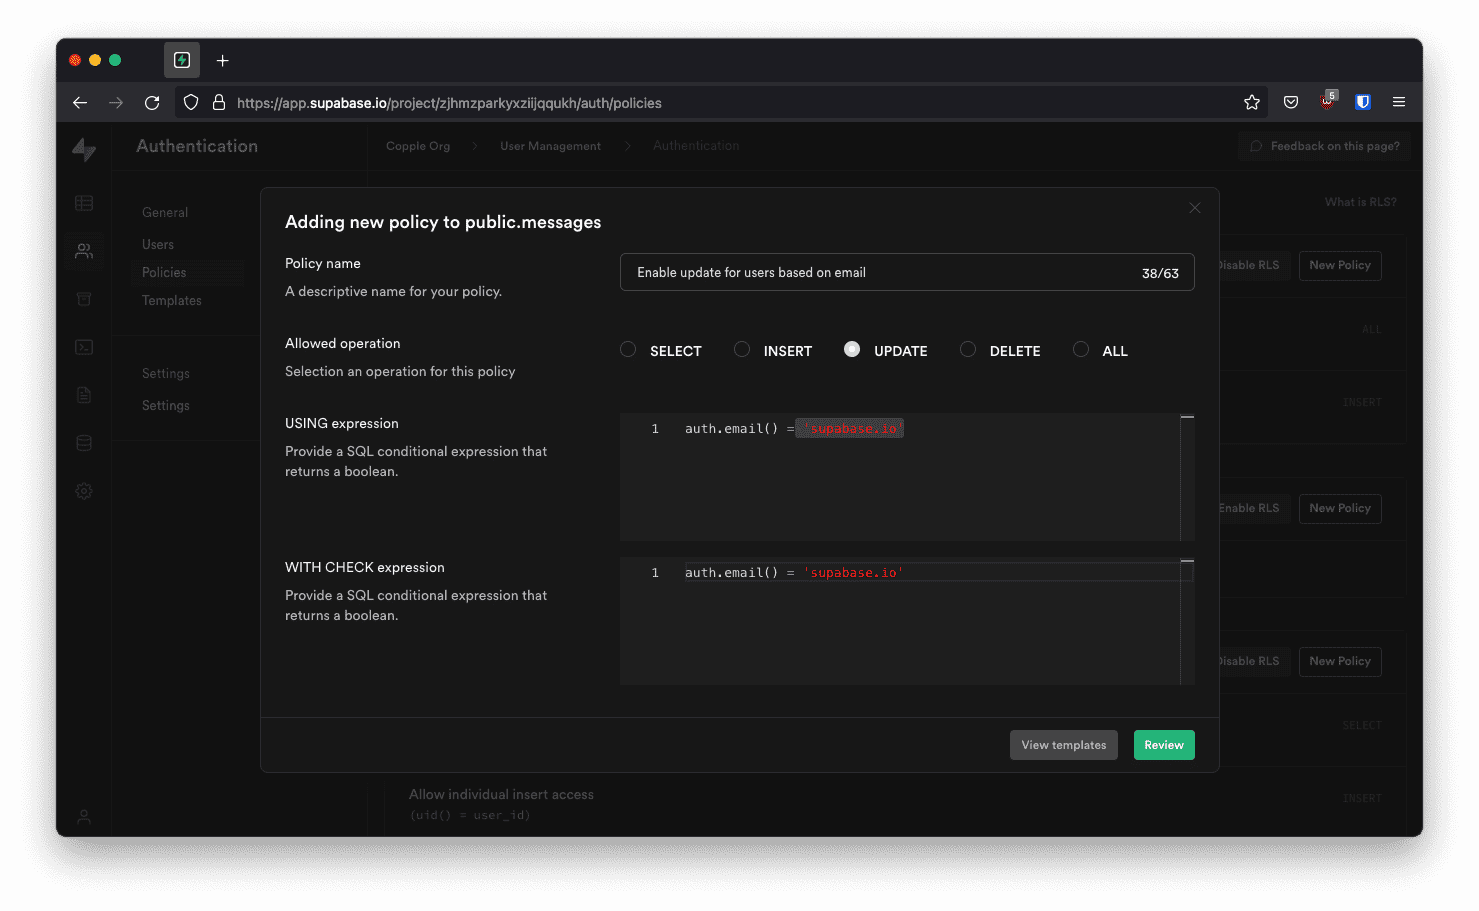 https://app.supabase.io/project/zjhmzparkyxziijqqukh/auth/policies
5
Authentication
Copple Org
User Management
Authentication
Feedback on this page?
General
Users
Policies
Templates
Settings
Settings
What is RLS?
Disable RLS
New Policy
ALL
INSERT
Enable RLS
New Policy
Disable RLS
New Policy
SELECT
INSERT
Adding new policy to public.messages
Policy name
A descriptive name for your policy.
Enable update for users based on email
38/63
Allowed operation
Selection an operation for this policy
SELECT
INSERT
UPDATE
DELETE
ALL
USING expression
Provide a SQL conditional expression that
returns a boolean.
1 auth.email() = 'supabase.io'
WITH CHECK expression
Provide a SQL conditional expression that
returns a boolean.
1 auth.email() = 'supabase.io'
View templates
Review
Allow individual insert access
(uid() = user_id)